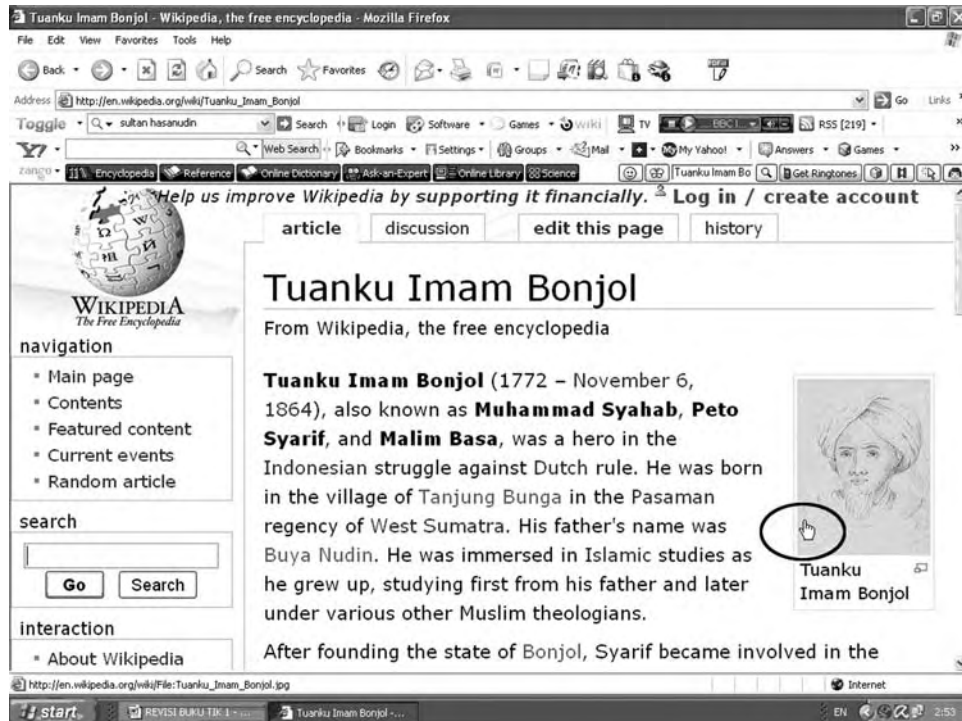 Tuanku Imam Bonjol - Wikipedia, the free encyclopedia - Mozilla Firefox
File Edit View Favorites Tools Help
Back Search Favorites
Address http://en.wikipedia.org/wiki/Tuanku_Imam_Bonjol Go Links
Toggle sultan hasanudin Search Login Software Games wiki TV BBC1 RSS [219]
Y7 Web Search Bookmarks Settings Groups Mail My Yahoo! Answers Games
zango Encyclopedia Reference Online Dictionary Ask-an-Expert Online Library Science Tuanku Imam Bo Get Ringtones
Help us improve Wikipedia by supporting it financially. Log in / create account
article discussion edit this page history
WIKIPEDIA
The Free Encyclopedia
navigation
Main page
Contents
Featured content
Current events
Random article
search
Go Search
interaction
About Wikipedia
Tuanku Imam Bonjol
From Wikipedia, the free encyclopedia
Tuanku Imam Bonjol (1772 – November 6,
1864), also known as Muhammad Syahab, Peto
Syarif, and Malim Basa, was a hero in the
Indonesian struggle against Dutch rule. He was born
in the village of Tanjung Bunga in the Pasaman
regency of West Sumatra. His father's name was
Buya Nudin. He was immersed in Islamic studies as
he grew up, studying first from his father and later
under various other Muslim theologians.
After founding the state of Bonjol, Syarif became involved in the
Tuanku
Imam Bonjol
http://en.wikipedia.org/wiki/File:Tuanku_Imam_Bonjol.jpg Internet
start REVISI BUKU TIK 1 - ... Tuanku Imam Bonjol -... EN 2:53